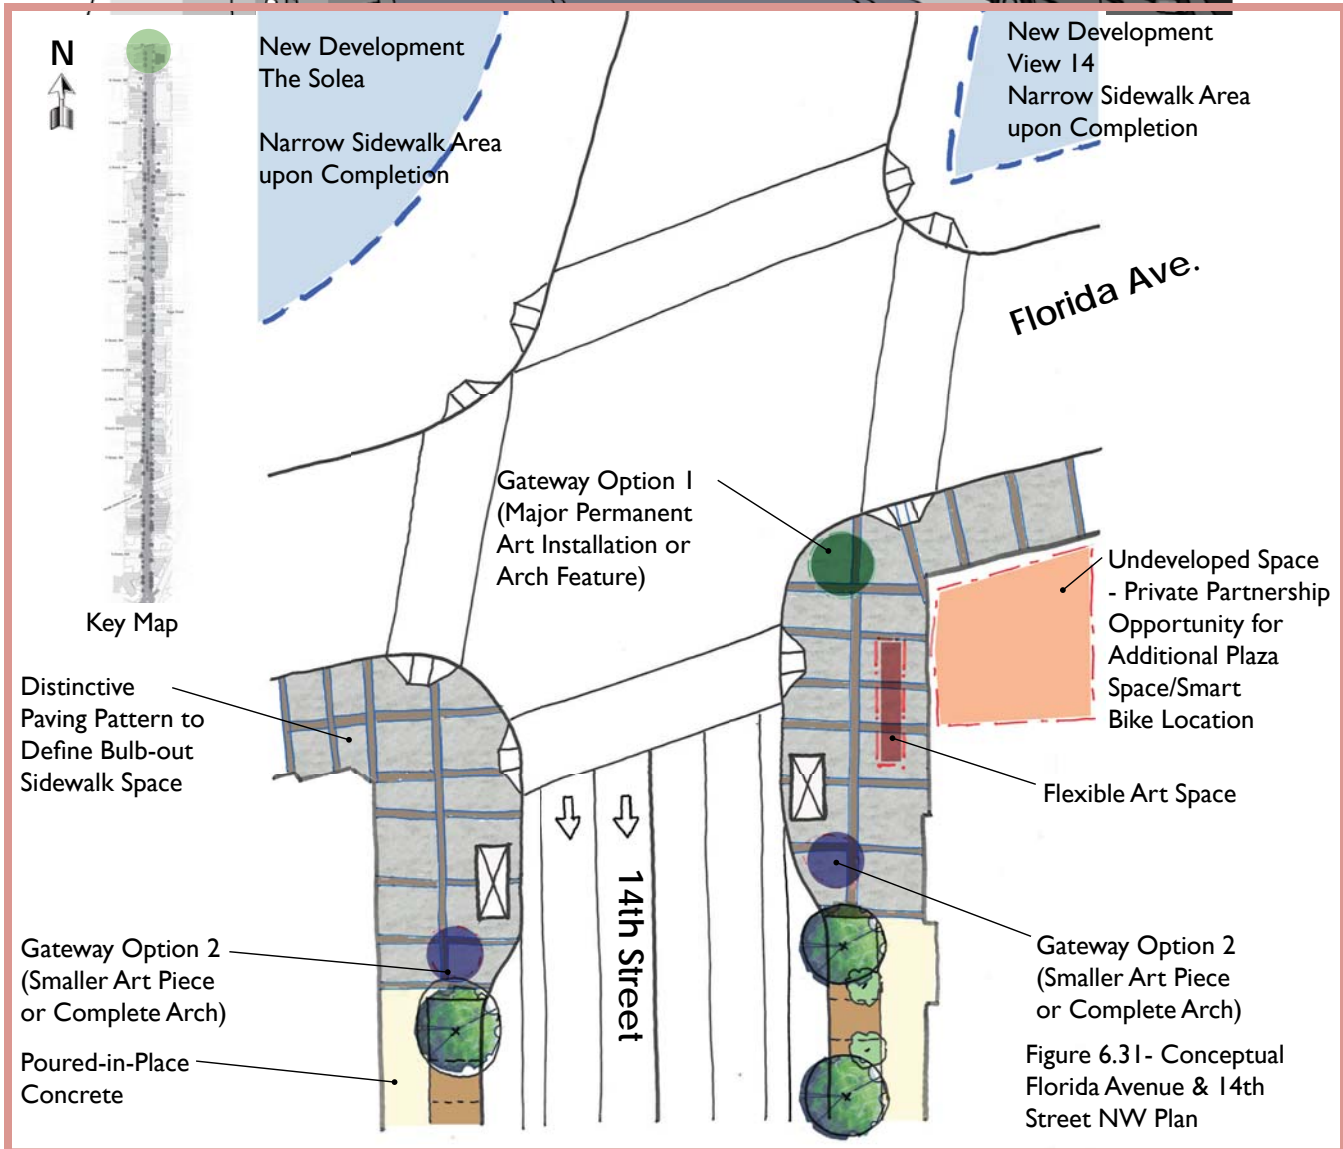 N
New Development
The Solea
Narrow Sidewalk Area
upon Completion
New Development
View 14
Narrow Sidewalk Area
upon Completion
Florida Ave.
Key Map
Gateway Option 1
(Major Permanent
Art Installation or
Arch Feature)
Undeveloped Space
- Private Partnership
Opportunity for
Additional Plaza
Space/Smart
Bike Location
Distinctive
Paving Pattern to
Define Bulb-out
Sidewalk Space
Flexible Art Space
14th Street
Gateway Option 2
(Smaller Art Piece
or Complete Arch)
Poured-in-Place
Concrete
Gateway Option 2
(Smaller Art Piece
or Complete Arch)
Figure 6.31- Conceptual
Florida Avenue & 14th
Street NW Plan